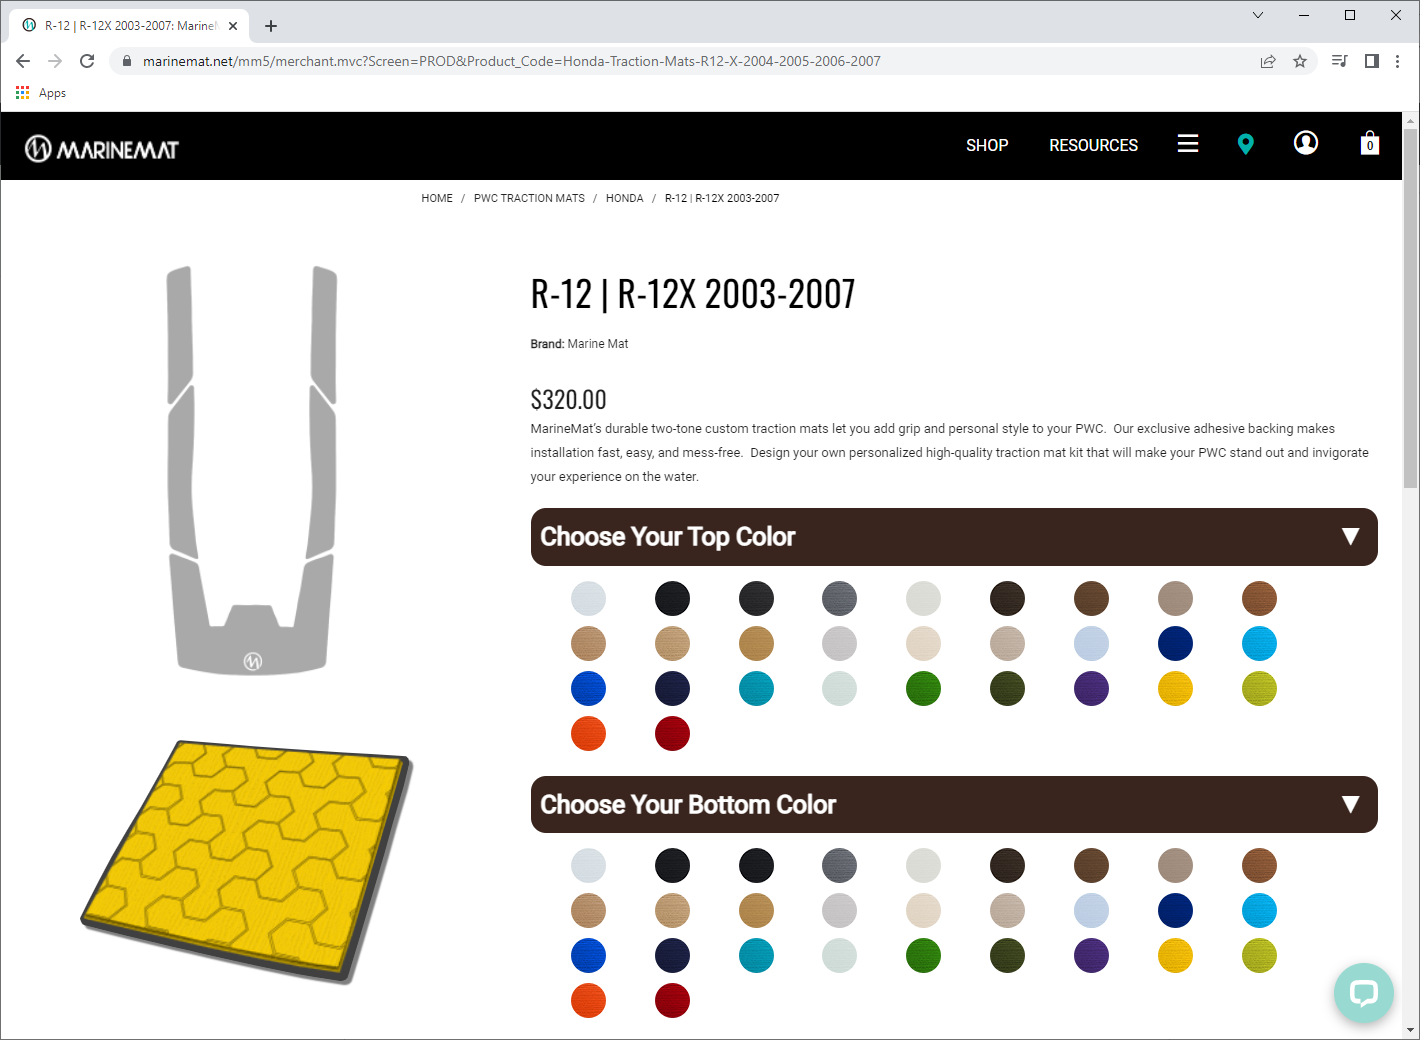 R-12 | R-12X 2003-2007: MarineM
marinemat.net/mm5/merchant.mvc?Screen=PROD&Product_Code=Honda-Traction-Mats-R12-X-2004-2005-2006-2007
Apps
MARINEMAT
SHOP
RESOURCES
0
HOME / PWC TRACTION MATS / HONDA / R-12 | R-12X 2003-2007
R-12 | R-12X 2003-2007
Brand: Marine Mat
$320.00
MarineMat's durable two-tone custom traction mats let you add grip and personal style to your PWC. Our exclusive adhesive backing makes
installation fast, easy, and mess-free. Design your own personalized high-quality traction mat kit that will make your PWC stand out and invigorate
your experience on the water.
Choose Your Top Color
Choose Your Bottom Color